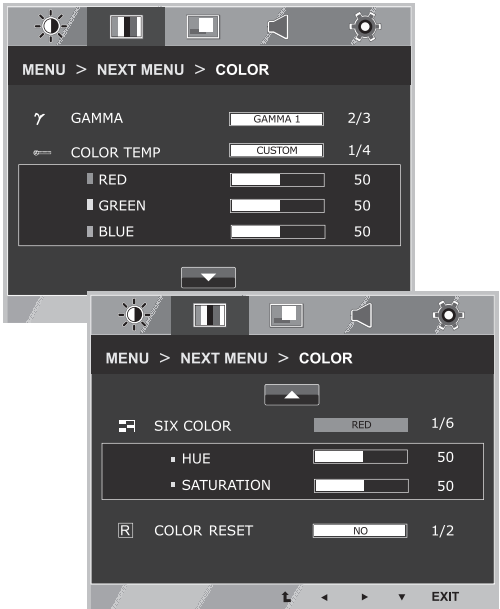 MENU > NEXT MENU > COLOR
γ GAMMA GAMMA 1 2/3
COLOR TEMP CUSTOM 1/4
RED 50
GREEN 50
BLUE 50
MENU > NEXT MENU > COLOR
SIX COLOR RED 1/6
HUE 50
SATURATION 50
R COLOR RESET NO 1/2
EXIT